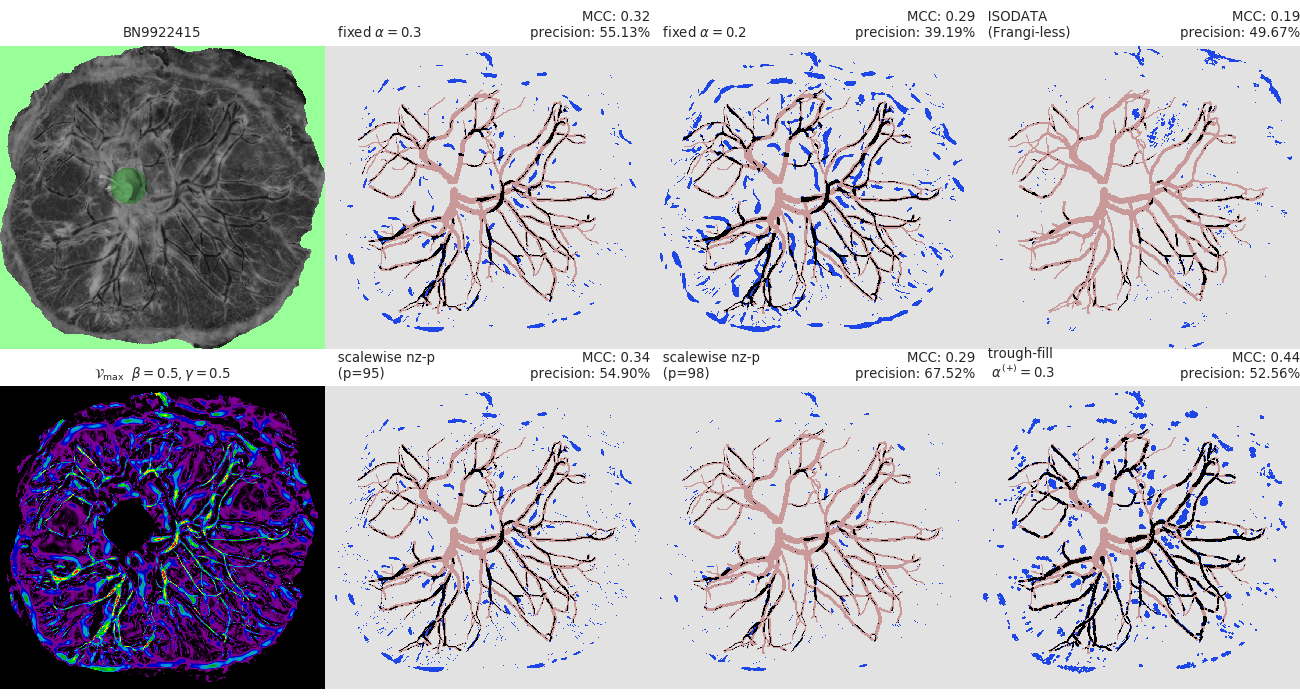 BN9922415
fixed α = 0.3
MCC: 0.32
precision: 55.13%
fixed α = 0.2
MCC: 0.29
precision: 39.19%
ISODATA
(Frangi-less)
MCC: 0.19
precision: 49.67%
𝒱max β = 0.5, γ = 0.5
scalewise nz-p
(p=95)
MCC: 0.34
precision: 54.90%
scalewise nz-p
(p=98)
MCC: 0.29
precision: 67.52%
trough-fill
α(+) = 0.3
MCC: 0.44
precision: 52.56%